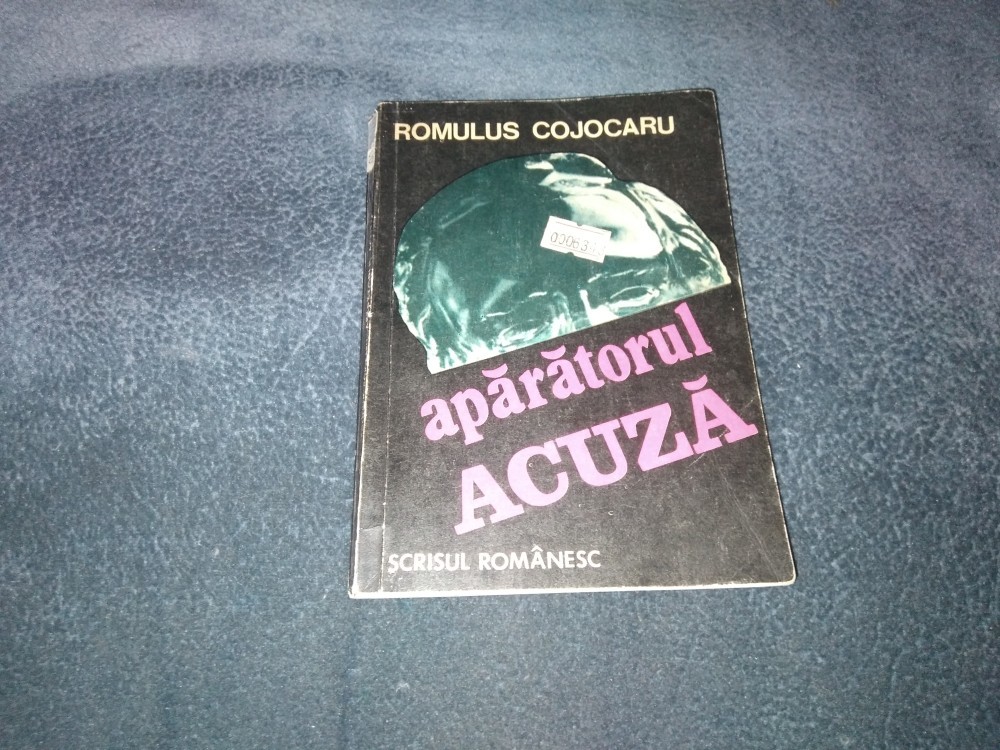 ROMULUS COJOCARU
apărătorul
ACUZĂ
SCRISUL ROMÂNESC